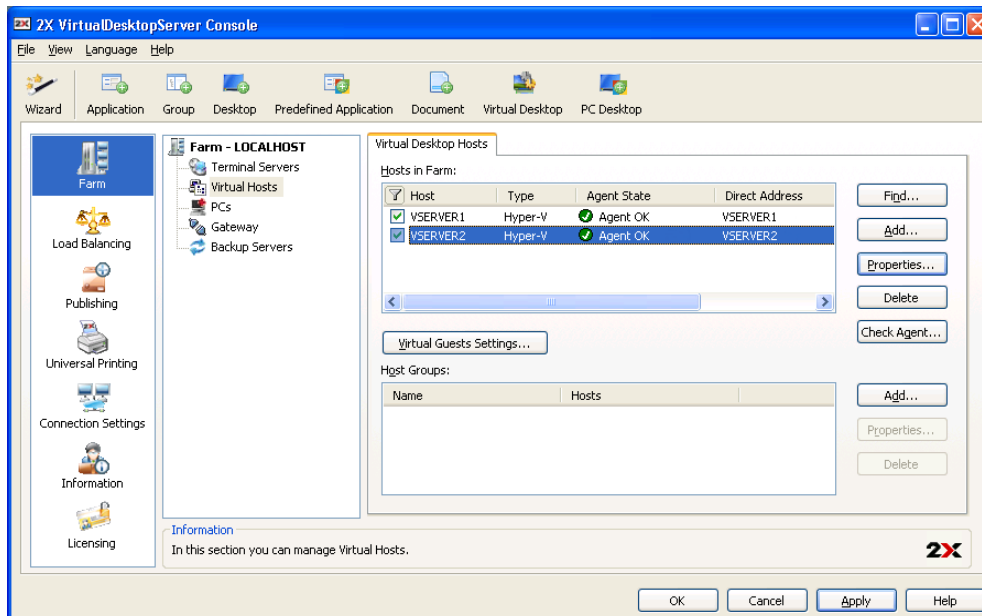 2X VirtualDesktopServer Console
File View Language Help
Wizard Application Group Desktop Predefined Application Document Virtual Desktop PC Desktop
Farm
Load Balancing
Publishing
Universal Printing
Connection Settings
Information
Licensing
Farm - LOCALHOST
Terminal Servers
Virtual Hosts
PCs
Gateway
Backup Servers
Virtual Desktop Hosts
Hosts in Farm:
Host Type Agent State Direct Address
VSERVER1 Hyper-V Agent OK VSERVER1
VSERVER2 Hyper-V Agent OK VSERVER2
Find...
Add...
Properties...
Delete
Check Agent...
Virtual Guests Settings...
Host Groups:
Name Hosts
Add...
Properties...
Delete
Information
In this section you can manage Virtual Hosts.
2X
OK Cancel Apply Help